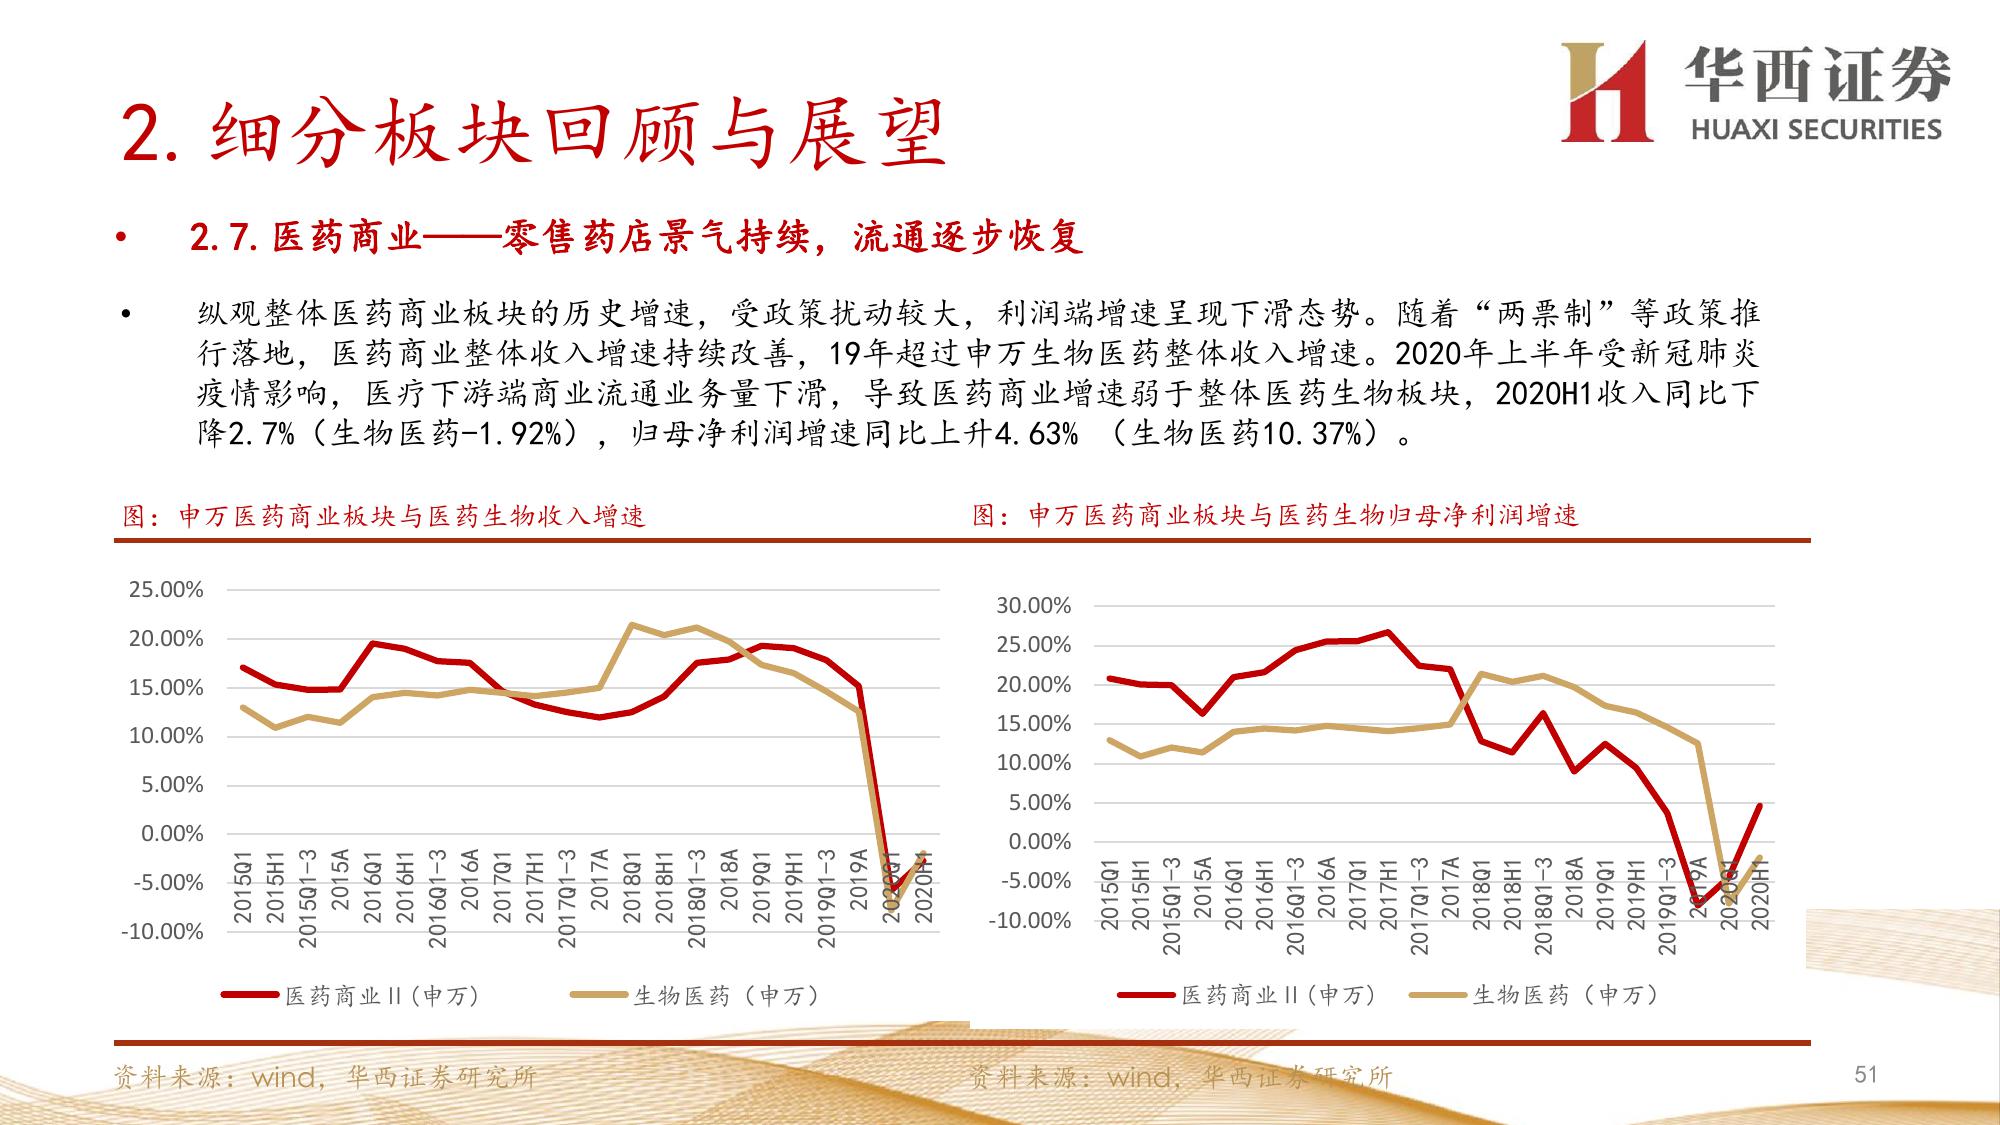 华西证券
HUAXI SECURITIES
2. 细分板块回顾与展望
• 2.7. 医药商业——零售药店景气持续，流通逐步恢复
• 纵观整体医药商业板块的历史增速，受政策扰动较大，利润端增速呈现下滑态势。随着“两票制”等政策推
行落地，医药商业整体收入增速持续改善，19年超过申万生物医药整体收入增速。2020年上半年受新冠肺炎
疫情影响，医疗下游端商业流通业务量下滑，导致医药商业增速弱于整体医药生物板块，2020H1收入同比下
降2.7%（生物医药-1.92%），归母净利润增速同比上升4.63% （生物医药10.37%）。
图：申万医药商业板块与医药生物收入增速
25.00%
20.00%
15.00%
10.00%
5.00%
0.00%
-5.00%
-10.00%
2015Q1
2015H1
2015Q1-3
2015A
2016Q1
2016H1
2016Q1-3
2016A
2017Q1
2017H1
2017Q1-3
2017A
2018Q1
2018H1
2018Q1-3
2018A
2019Q1
2019H1
2019Q1-3
2019A
2020Q1
2020H1
医药商业II(申万)
生物医药（申万）
资料来源：wind，华西证券研究所
图：申万医药商业板块与医药生物归母净利润增速
30.00%
25.00%
20.00%
15.00%
10.00%
5.00%
0.00%
-5.00%
-10.00%
2015Q1
2015H1
2015Q1-3
2015A
2016Q1
2016H1
2016Q1-3
2016A
2017Q1
2017H1
2017Q1-3
2017A
2018Q1
2018H1
2018Q1-3
2018A
2019Q1
2019H1
2019Q1-3
2019A
2020Q1
2020H1
医药商业II(申万)
生物医药（申万）
资料来源：wind，华西证券研究所
51